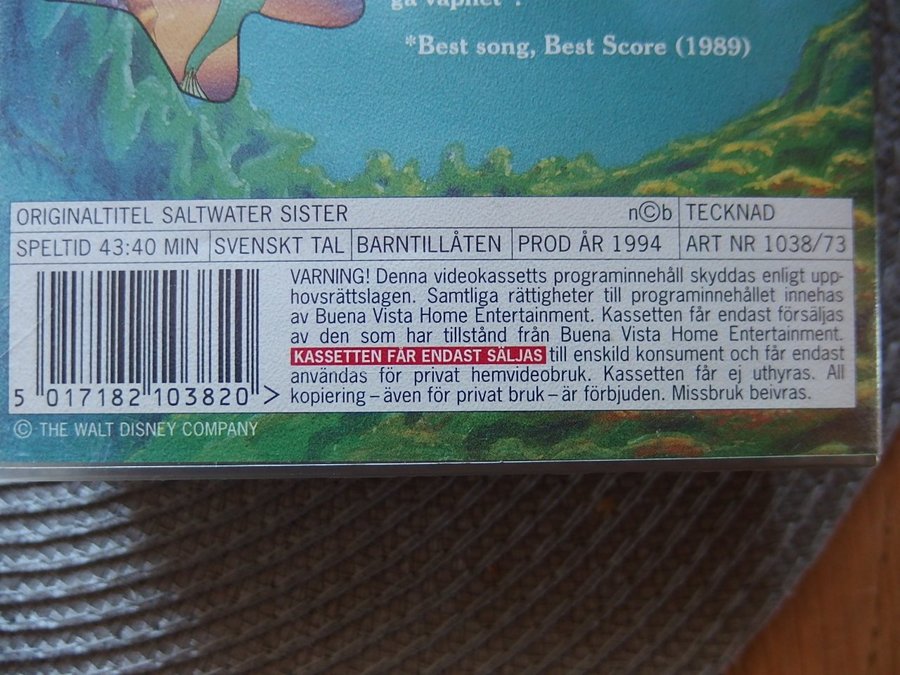 gå vapnet".
*Best song, Best Score (1989)
ORIGINALTITEL SALTWATER SISTER n©b TECKNAD
SPELTID 43:40 MIN SVENSKT TAL BARNTILLÅTEN PROD ÅR 1994 ART NR 1038/73
VARNING! Denna videokassetts programinnehåll skyddas enligt upp-
hovsrättslagen. Samtliga rättigheter till programinnehållet innehas
av Buena Vista Home Entertainment. Kassetten får endast försäljas
av den som har tillstånd från Buena Vista Home Entertainment.
KASSETTEN FÅR ENDAST SÄLJAS till enskild konsument och får endast
användas för privat hemvideobruk. Kassetten får ej uthyras. All
kopiering – även för privat bruk – är förbjuden. Missbruk beivras.
5 017182 103820 >
© THE WALT DISNEY COMPANY